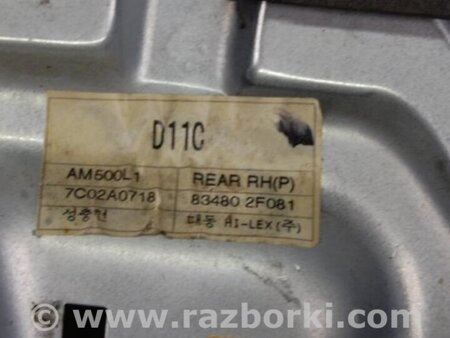 D11C
AM500L1 REAR RH(P)
7C02A0718 83480 2F081
성충현 대동 HI-LEX(주)
www.razborki.com